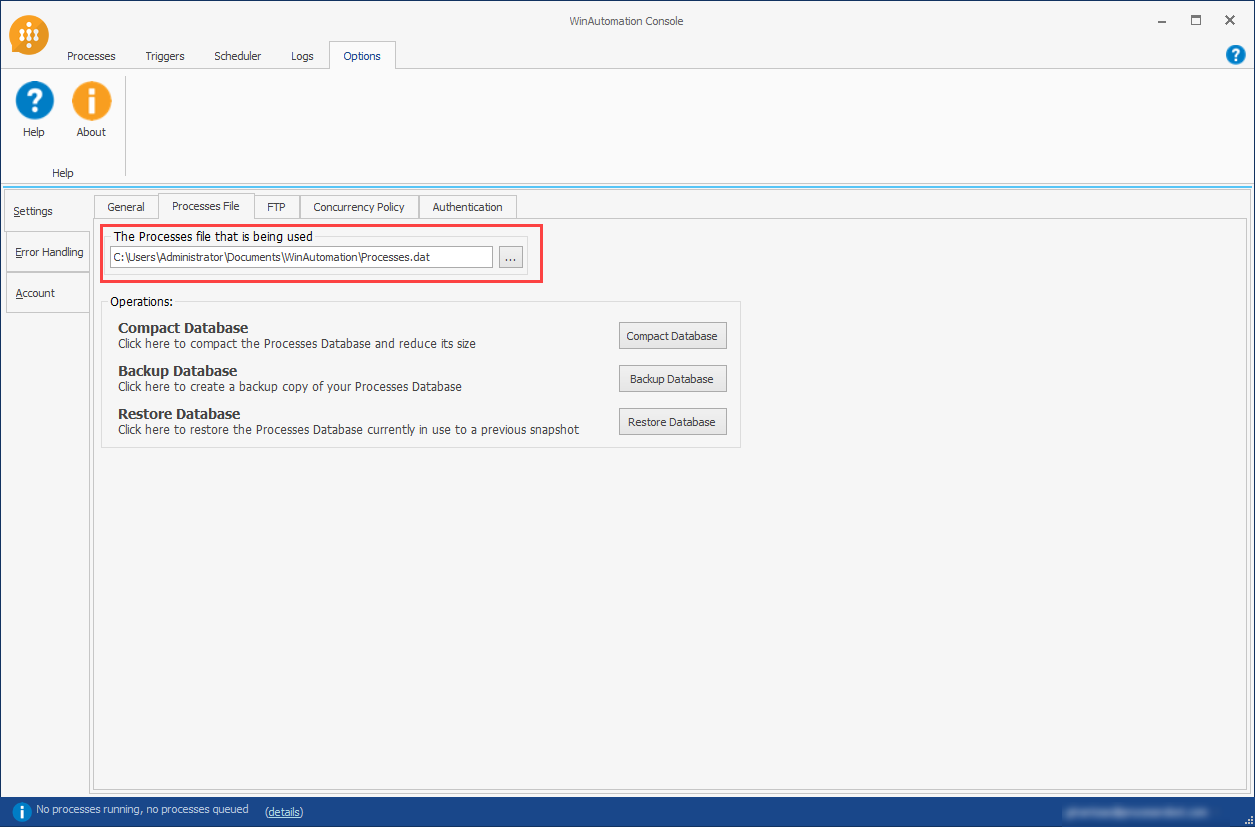 WinAutomation Console
Processes Triggers Scheduler Logs Options
Help About
Help
Settings
Error Handling
Account
General Processes File FTP Concurrency Policy Authentication
The Processes file that is being used
C:\Users\Administrator\Documents\WinAutomation\Processes.dat ...
Operations:
Compact Database
Click here to compact the Processes Database and reduce its size
Compact Database
Backup Database
Click here to create a backup copy of your Processes Database
Backup Database
Restore Database
Click here to restore the Processes Database currently in use to a previous snapshot
Restore Database
No processes running, no processes queued (details)